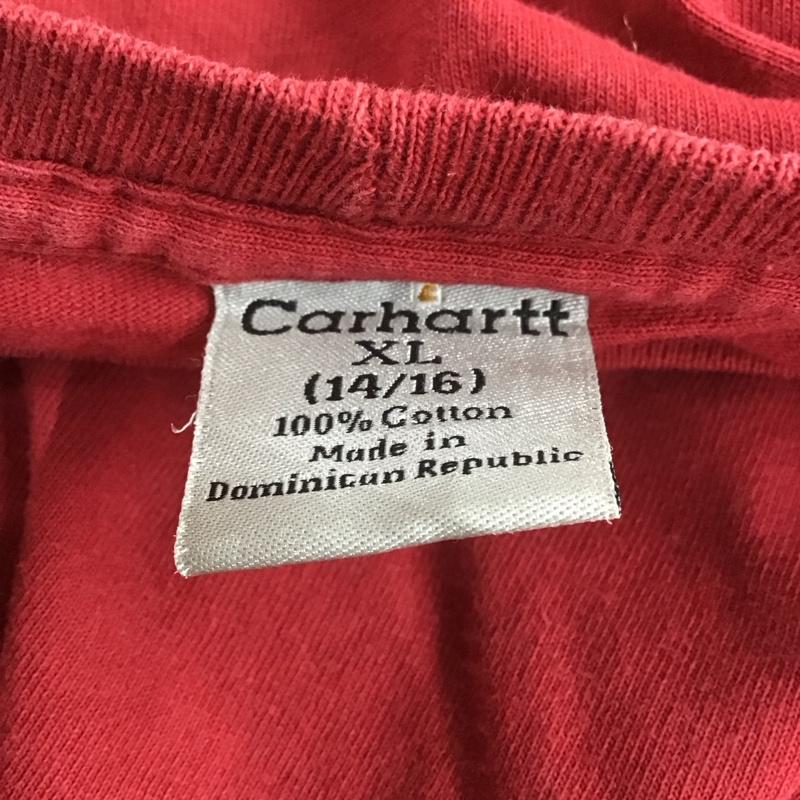 Carhartt
XL
(14/16)
100% Cotton
Made in
Dominican Republic